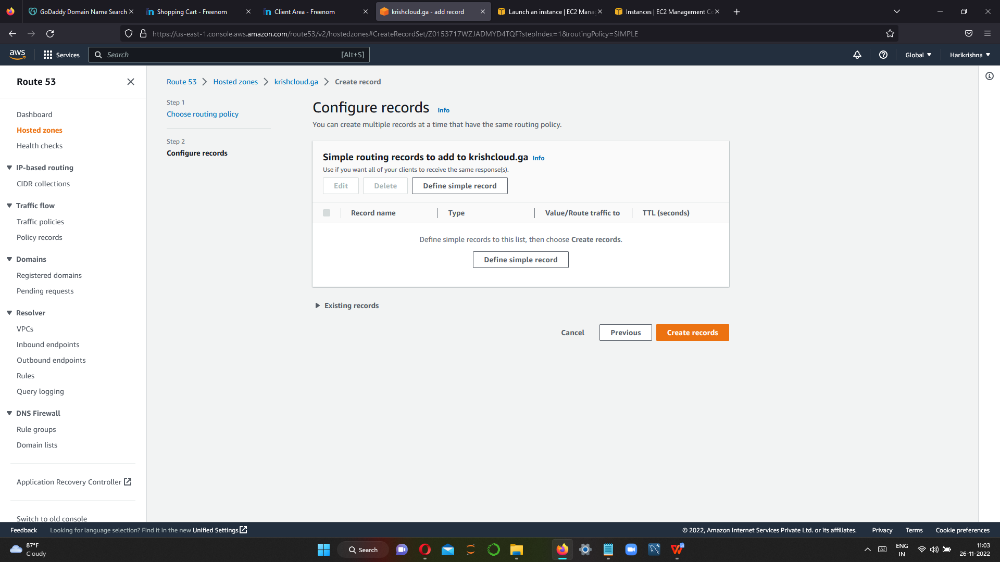 GoDaddy Domain Name Search
Shopping Cart - Freenom
Client Area - Freenom
krishcloud.ga - add record
Launch an instance | EC2 Mana
Instances | EC2 Management Co
https://us-east-1.console.aws.amazon.com/route53/v2/hostedzones#CreateRecordSet/Z0153717WZJADMYD4TQF?stepIndex=1&routingPolicy=SIMPLE
aws
Services
Search
[Alt+S]
Global
Harikrishna
Route 53
Dashboard
Hosted zones
Health checks
IP-based routing
CIDR collections
Traffic flow
Traffic policies
Policy records
Domains
Registered domains
Pending requests
Resolver
VPCs
Inbound endpoints
Outbound endpoints
Rules
Query logging
DNS Firewall
Rule groups
Domain lists
Application Recovery Controller
Switch to old console
Route 53
Hosted zones
krishcloud.ga
Create record
Step 1
Choose routing policy
Step 2
Configure records
Configure records Info
You can create multiple records at a time that have the same routing policy.
Simple routing records to add to krishcloud.ga Info
Use if you want all of your clients to receive the same response(s).
Edit
Delete
Define simple record
Record name
Type
Value/Route traffic to
TTL (seconds)
Define simple records to this list, then choose Create records.
Define simple record
Existing records
Cancel
Previous
Create records
Feedback
Looking for language selection? Find it in the new Unified Settings
© 2022, Amazon Internet Services Private Ltd. or its affiliates.
Privacy
Terms
Cookie preferences
87°F
Cloudy
Search
ENG
IN
11:03
26-11-2022